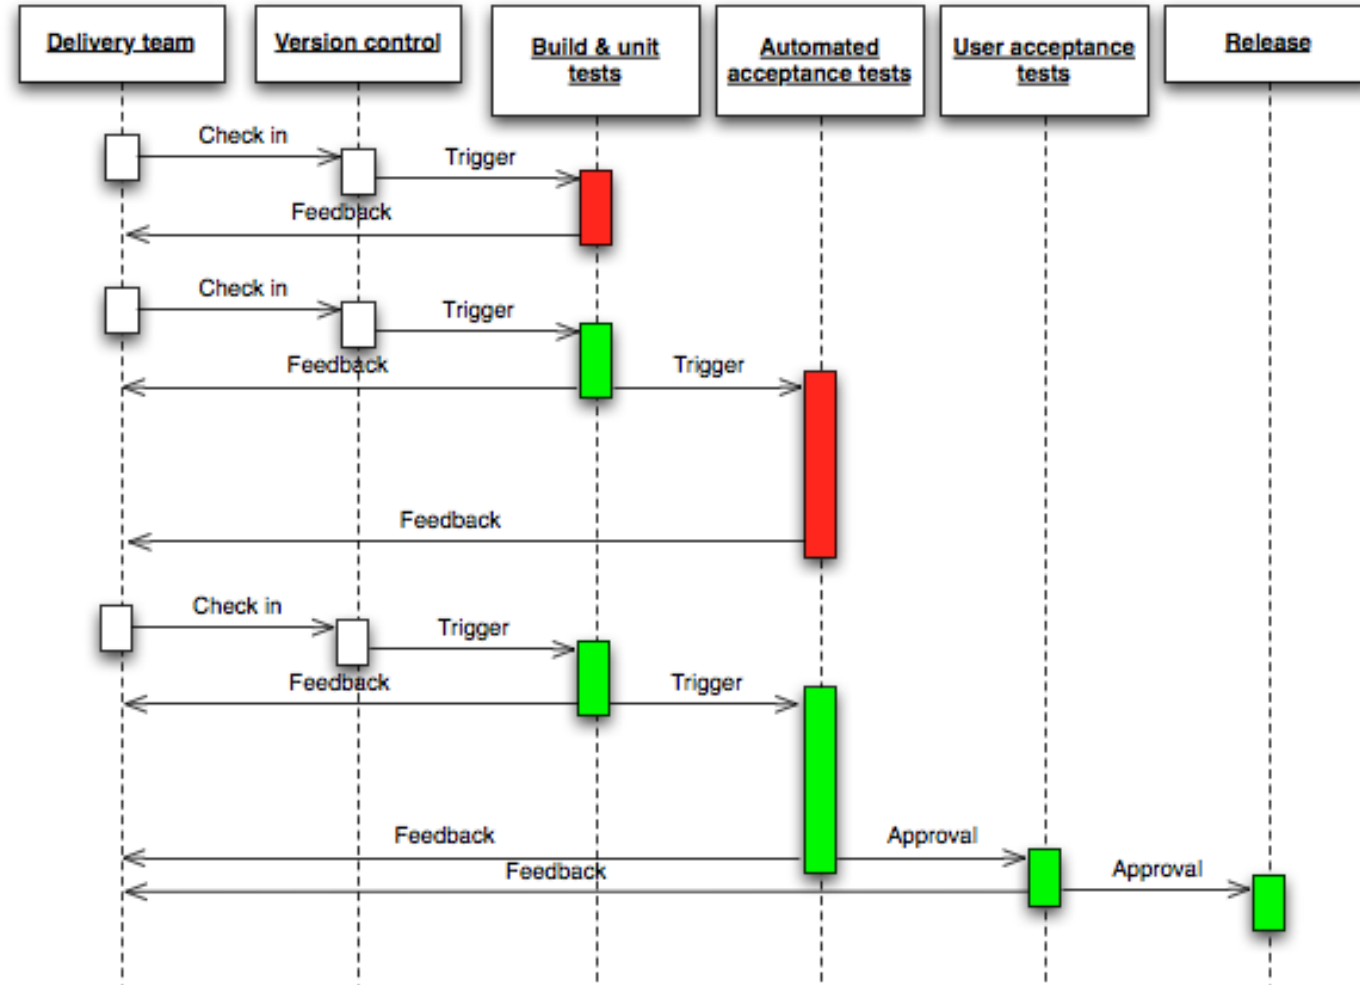 Delivery team
Version control
Build & unit
tests
Automated
acceptance tests
User acceptance
tests
Release
Check in
Trigger
Feedback
Check in
Trigger
Feedback
Trigger
Feedback
Check in
Trigger
Feedback
Trigger
Feedback
Approval
Feedback
Approval